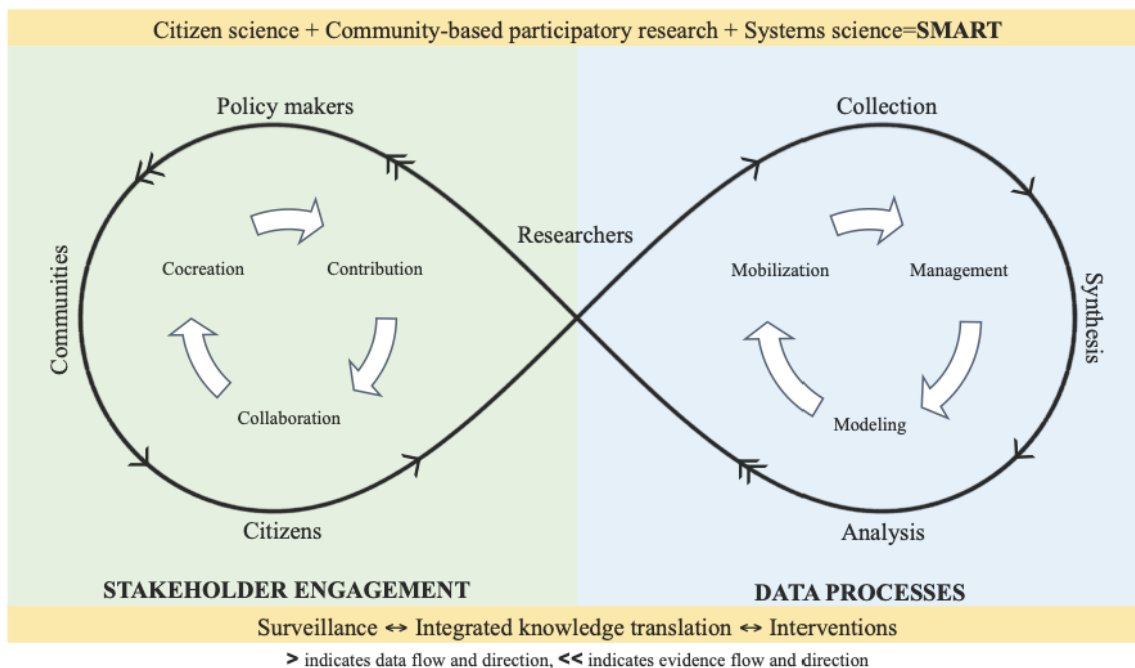 Citizen science + Community-based participatory research + Systems science=SMART
Policy makers
Collection
Researchers
Communities
Cocreation
Contribution
Collaboration
Mobilization
Management
Modeling
Synthesis
Citizens
Analysis
STAKEHOLDER ENGAGEMENT
DATA PROCESSES
Surveillance ↔ Integrated knowledge translation ↔ Interventions
> indicates data flow and direction, << indicates evidence flow and direction